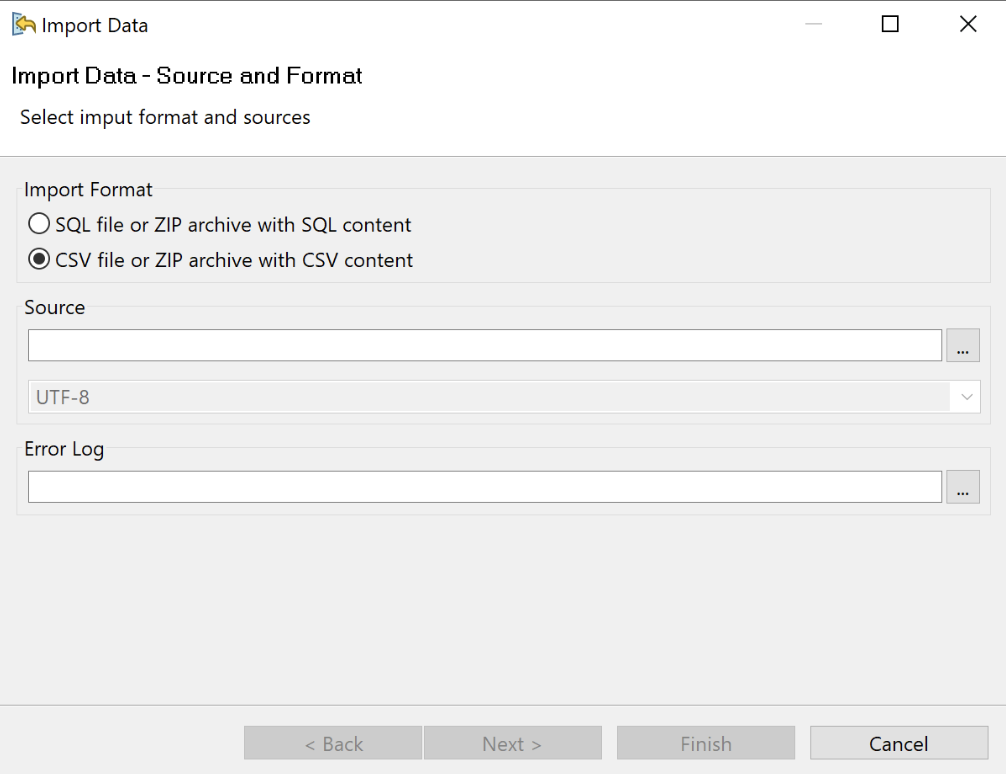 Import Data
Import Data - Source and Format
Select imput format and sources
Import Format
SQL file or ZIP archive with SQL content
CSV file or ZIP archive with CSV content
Source
...
UTF-8
Error Log
...
< Back
Next >
Finish
Cancel